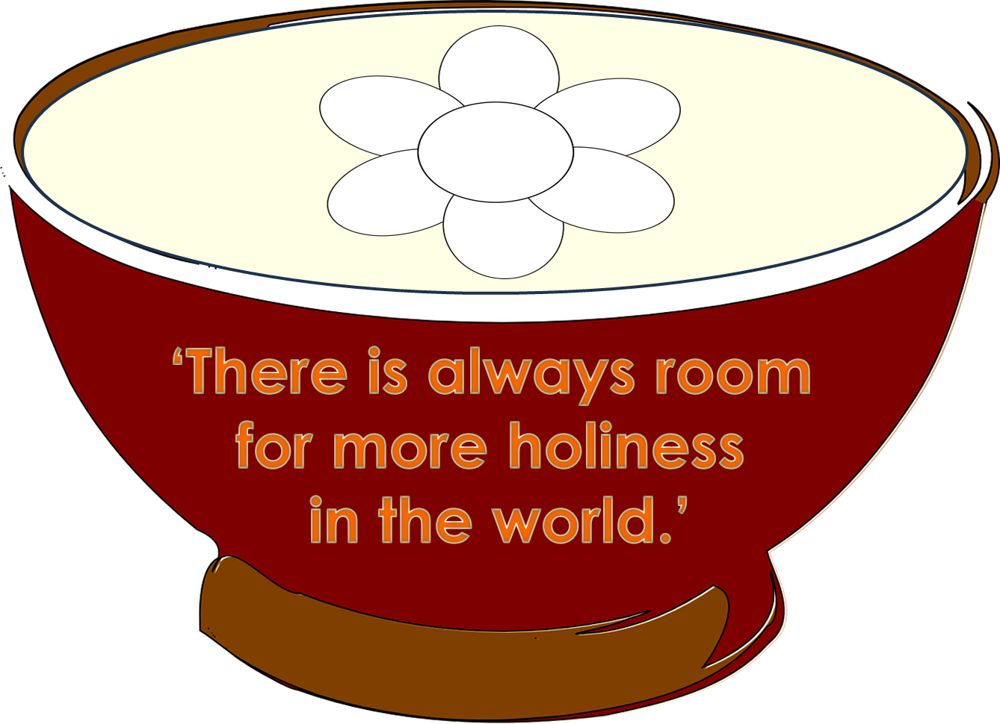 ‘There is always room
for more holiness
in the world.’